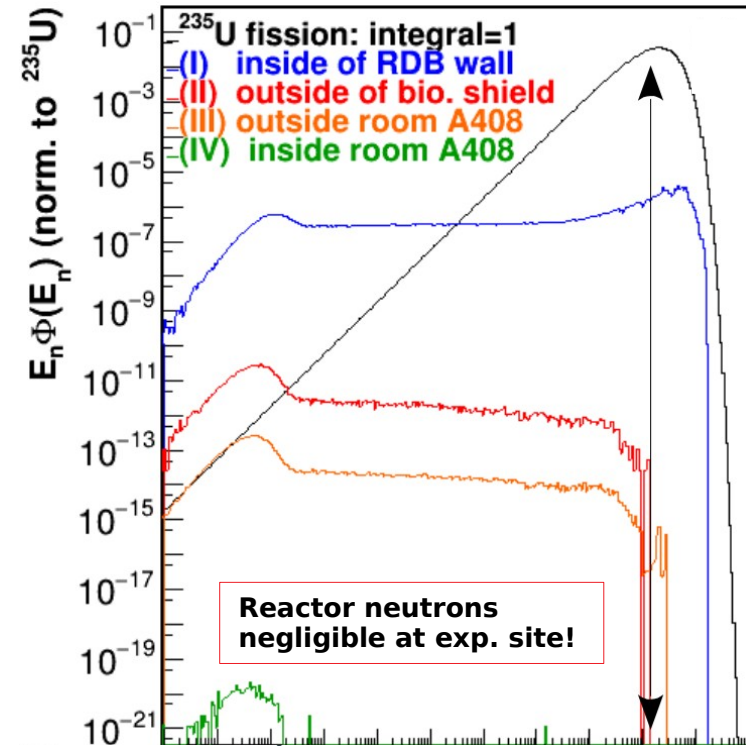 E_nΦ(E_n) (norm. to ²³⁵U)
²³⁵U fission: integral=1
(I) inside of RDB wall
(II) outside of bio. shield
(III) outside room A408
(IV) inside room A408
10⁻¹
10⁻³
10⁻⁵
10⁻⁷
10⁻⁹
10⁻¹¹
10⁻¹³
10⁻¹⁵
10⁻¹⁷
10⁻¹⁹
10⁻²¹
Reactor neutrons
negligible at exp. site!